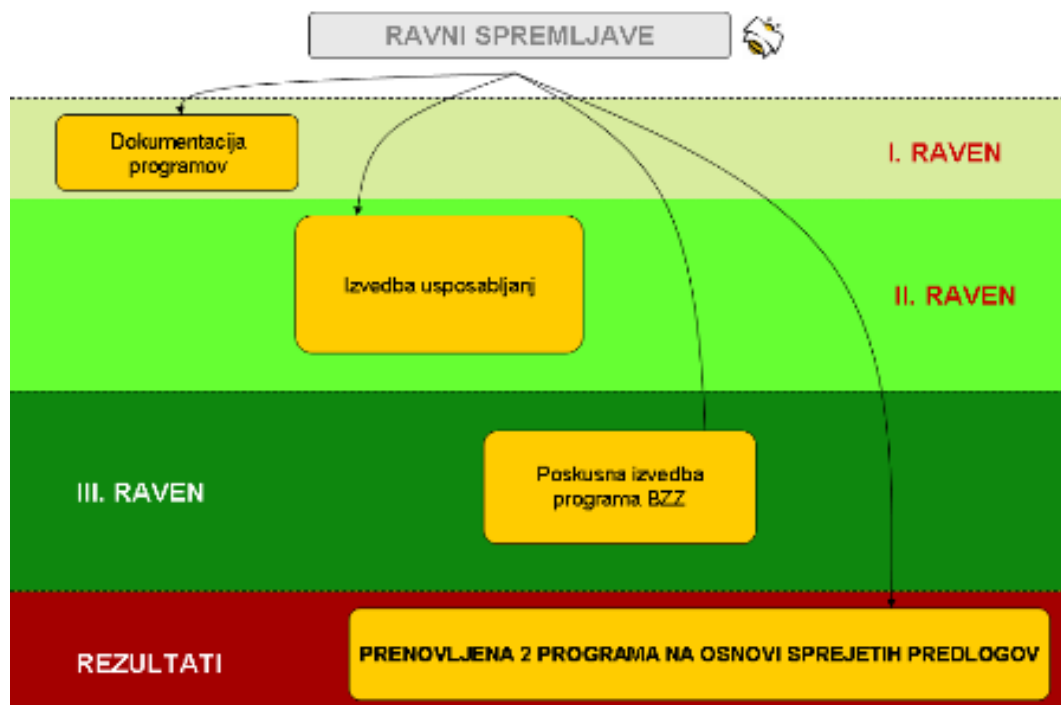 RAVNI SPREMLJAVE
Dokumentacija
programov
I. RAVEN
Izvedba usposabljanj
II. RAVEN
III. RAVEN
Poskusna izvedba
programa BZZ
REZULTATI
PRENOVLJENA 2 PROGRAMA NA OSNOVI SPREJETIH PREDLOGOV